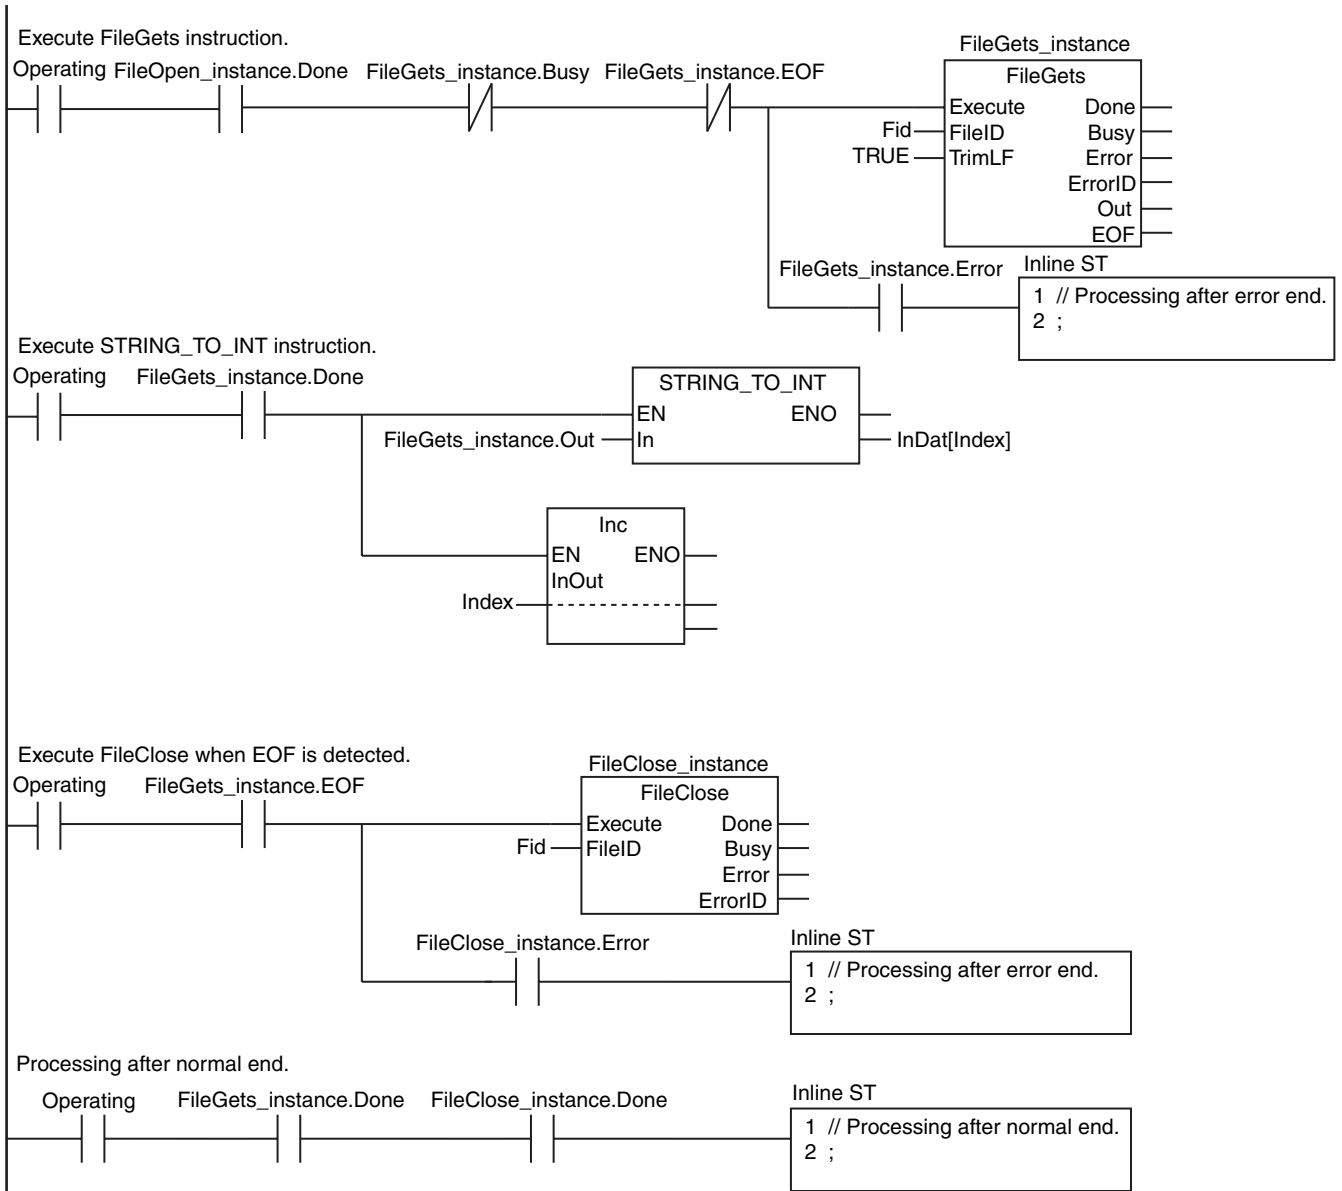 Execute FileGets instruction.
Operating FileOpen_instance.Done FileGets_instance.Busy FileGets_instance.EOF
FileGets_instance
FileGets
Execute Done
Fid FileID Busy
TRUE TrimLF Error
ErrorID
Out
EOF
FileGets_instance.Error
Inline ST
1 // Processing after error end.
2 ;
Execute STRING_TO_INT instruction.
Operating FileGets_instance.Done
STRING_TO_INT
EN ENO
FileGets_instance.Out In InDat[Index]
Inc
EN ENO
InOut
Index
Execute FileClose when EOF is detected.
Operating FileGets_instance.EOF
FileClose_instance
FileClose
Execute Done
Fid FileID Busy
Error
ErrorID
FileClose_instance.Error
Inline ST
1 // Processing after error end.
2 ;
Processing after normal end.
Operating FileGets_instance.Done FileClose_instance.Done
Inline ST
1 // Processing after normal end.
2 ;